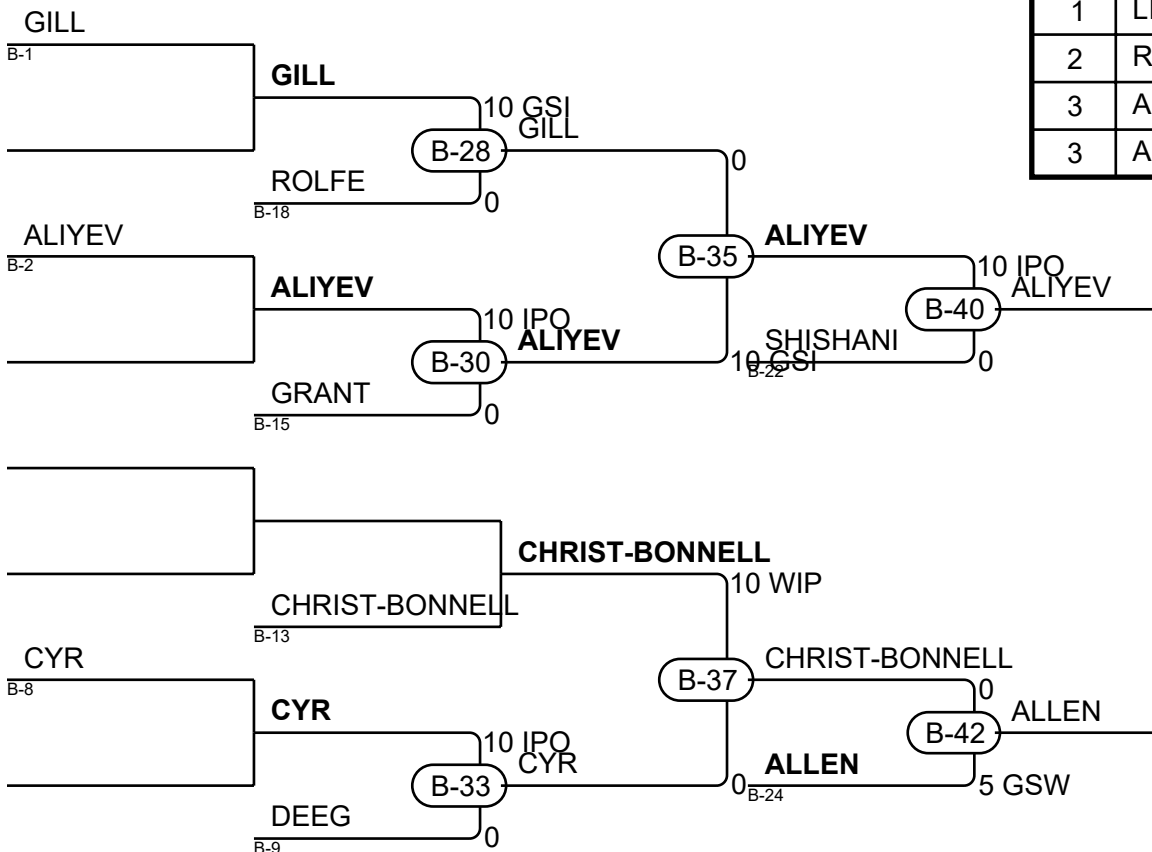 GILL
B-1
GILL
10 GSI
GILL
B-28
0
ROLFE
B-18
0
ALIYEV
B-2
B-35
ALIYEV
10 IPO
ALIYEV
ALIYEV
10 IPO
ALIYEV
B-40
B-30
10 GSI
SHISHANI
B-22
0
GRANT
B-15
0
CHRIST-BONNELL
10 WIP
CHRIST-BONNELL
B-13
CYR
B-8
B-37
CHRIST-BONNELL
0
CYR
10 IPO
CYR
ALLEN
B-42
B-33
0
ALLEN
B-24
5 GSW
DEEG
B-9
0
1
2 R
3 A
3 A